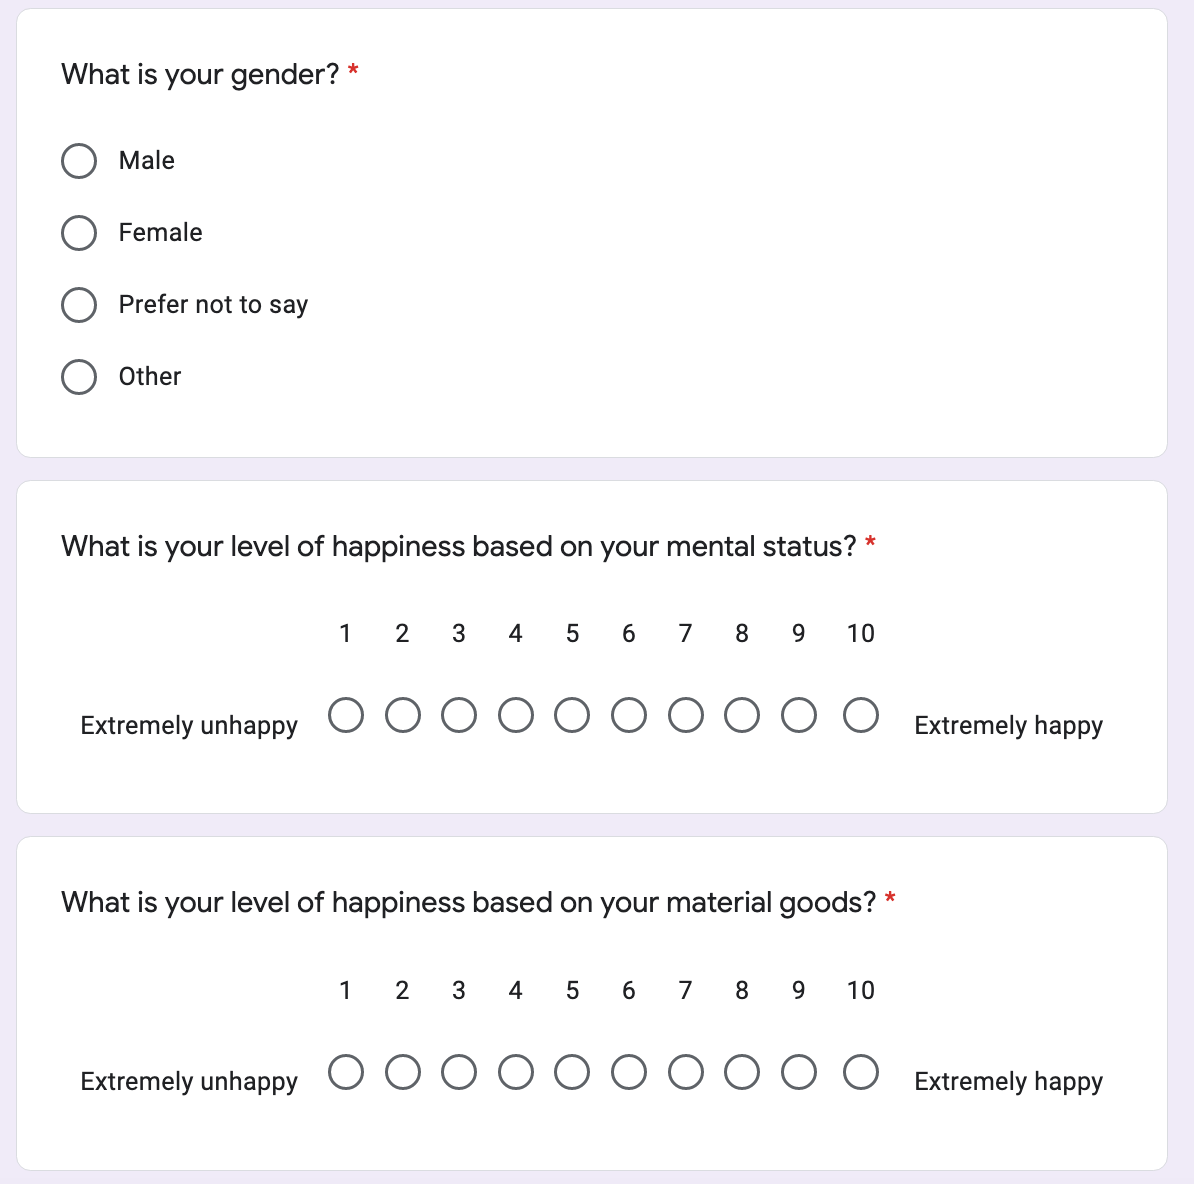 What is your gender? *
Male
Female
Prefer not to say
Other
What is your level of happiness based on your mental status? *
1 2 3 4 5 6 7 8 9 10
Extremely unhappy Extremely happy
What is your level of happiness based on your material goods? *
1 2 3 4 5 6 7 8 9 10
Extremely unhappy Extremely happy